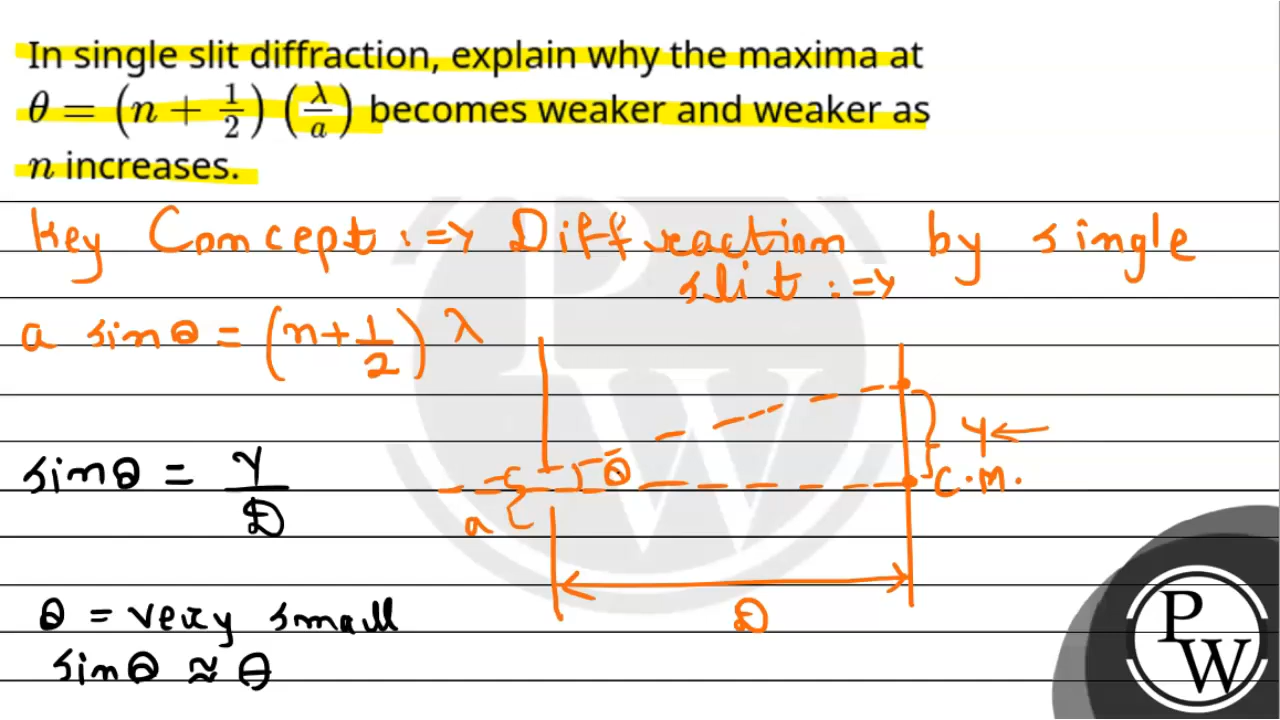 In single slit diffraction, explain why the maxima at
θ = (n + 1/2) (λ/a) becomes weaker and weaker as
n increases.
Key Concept :⇒ Diffraction by single
slit :⇒
a sinθ = (n+1/2) λ
θ
Y ←
C.M.
sinθ = Y/D
a
D
θ = very small
sinθ ≈ θ
P
W
P
W